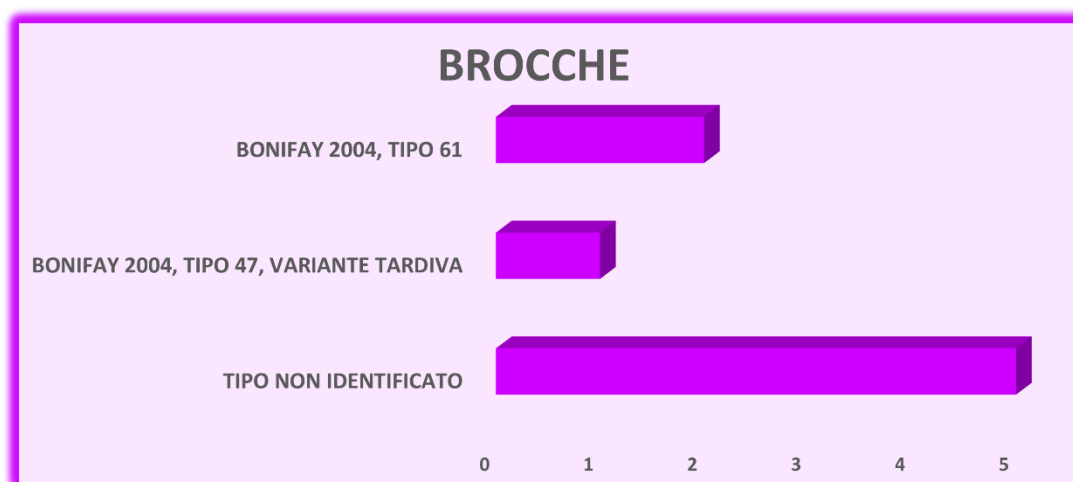 BROCCHE
BONIFAY 2004, TIPO 61
BONIFAY 2004, TIPO 47, VARIANTE TARDIVA
TIPO NON IDENTIFICATO
0 1 2 3 4 5